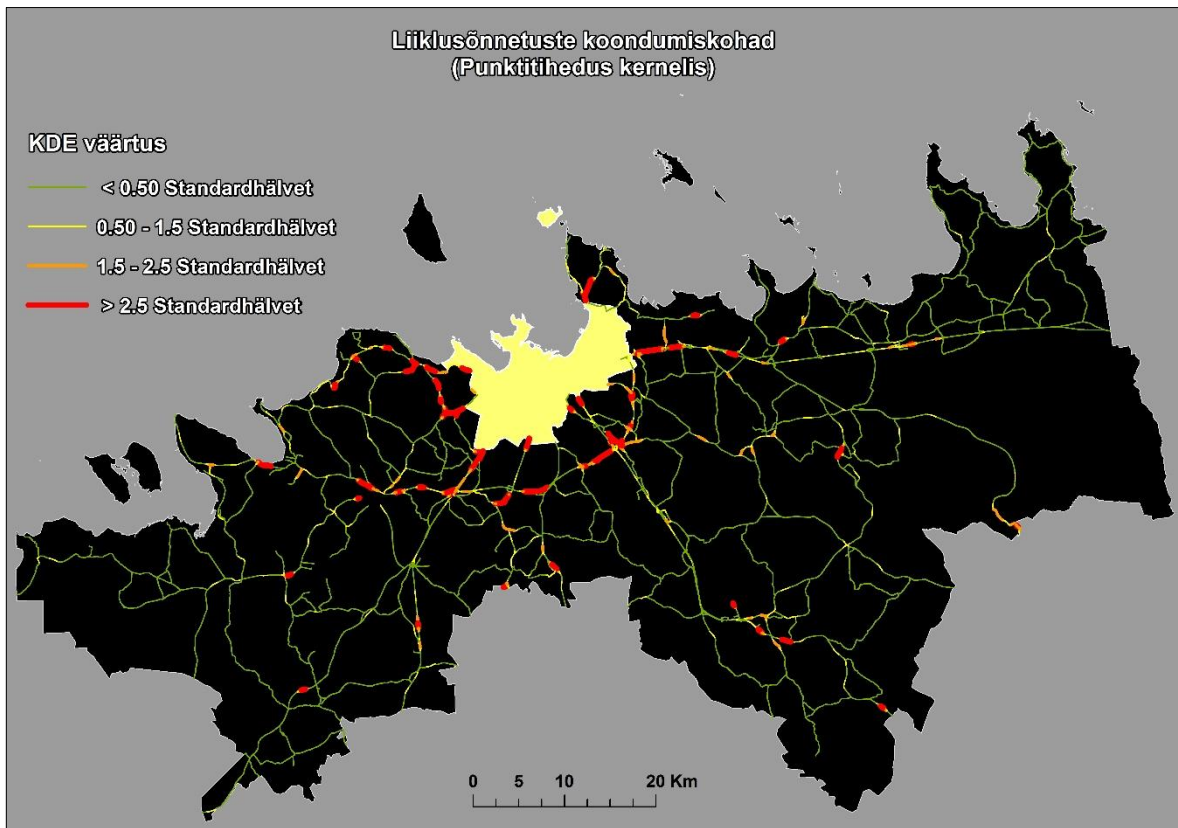 Liiklusõnnetuste koondumiskohad
(Punktitihedus kernelis)
KDE väärtus
< 0.50 Standardhälvet
0.50 - 1.5 Standardhälvet
1.5 - 2.5 Standardhälvet
> 2.5 Standardhälvet
0 5 10 20 Km